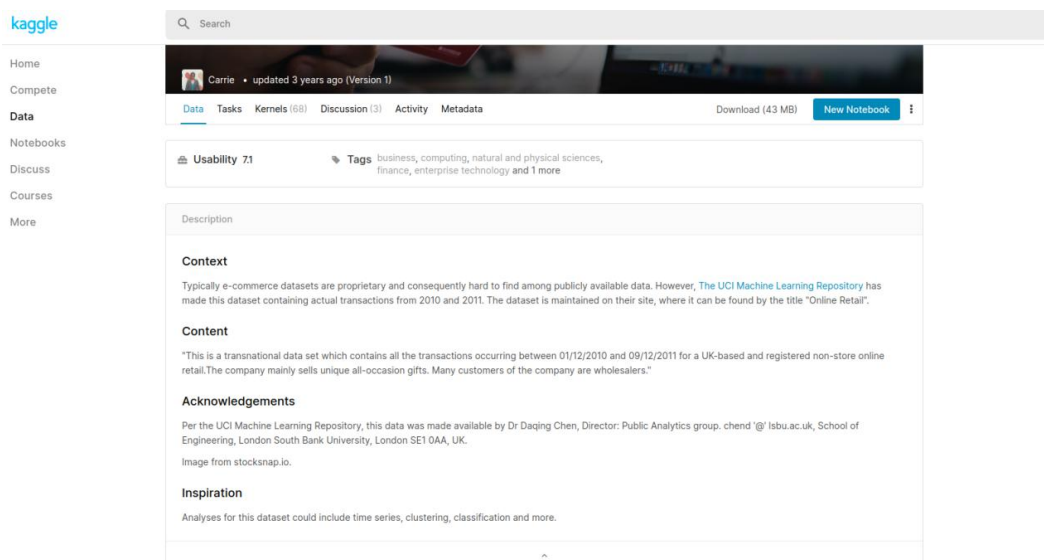 kaggle
Search
Home
Compete
Data
Notebooks
Discuss
Courses
More
Carrie • updated 3 years ago (Version 1)
Data Tasks Kernels (68) Discussion (3) Activity Metadata Download (43 MB) New Notebook
Usability 7.1 Tags business, computing, natural and physical sciences,
finance, enterprise technology and 1 more
Description
Context
Typically e-commerce datasets are proprietary and consequently hard to find among publicly available data. However, The UCI Machine Learning Repository has
made this dataset containing actual transactions from 2010 and 2011. The dataset is maintained on their site, where it can be found by the title "Online Retail".
Content
"This is a transnational data set which contains all the transactions occurring between 01/12/2010 and 09/12/2011 for a UK-based and registered non-store online
retail.The company mainly sells unique all-occasion gifts. Many customers of the company are wholesalers."
Acknowledgements
Per the UCI Machine Learning Repository, this data was made available by Dr Daqing Chen, Director: Public Analytics group. chend '@' lsbu.ac.uk, School of
Engineering, London South Bank University, London SE1 0AA, UK.
Image from stocksnap.io.
Inspiration
Analyses for this dataset could include time series, clustering, classification and more.